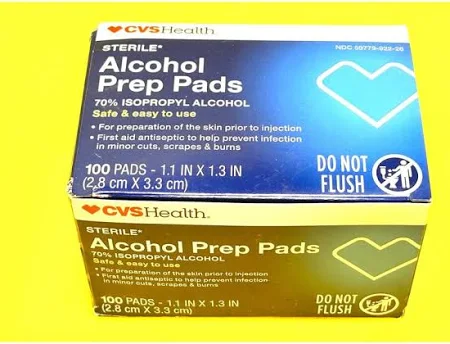 CVSHealth
STERILE*
NDC
Alcohol
Prep Pads
70% ISOPROPYL ALCOHOL
Safe & easy to use
• For preparation of the skin prior to injection
• First aid antiseptic to help prevent infection
in minor cuts, scrapes & burns
100 PADS - 1.1 IN X 1.3 IN
(2.8 cm X 3.3 cm)
DO NOT
FLUSH
CVSHealth.
STERILE*
Alcohol Prep Pads
70% ISOPROPYL ALCOHOL
Safe & easy to use
• For preparation of the skin prior to injection
• First aid antiseptic to help prevent infection
in minor cuts, scrapes & burns
100 PADS - 1.1 IN X 1.3 IN
(2.8 cm X 3.3 cm)
DO NOT
FLUSH